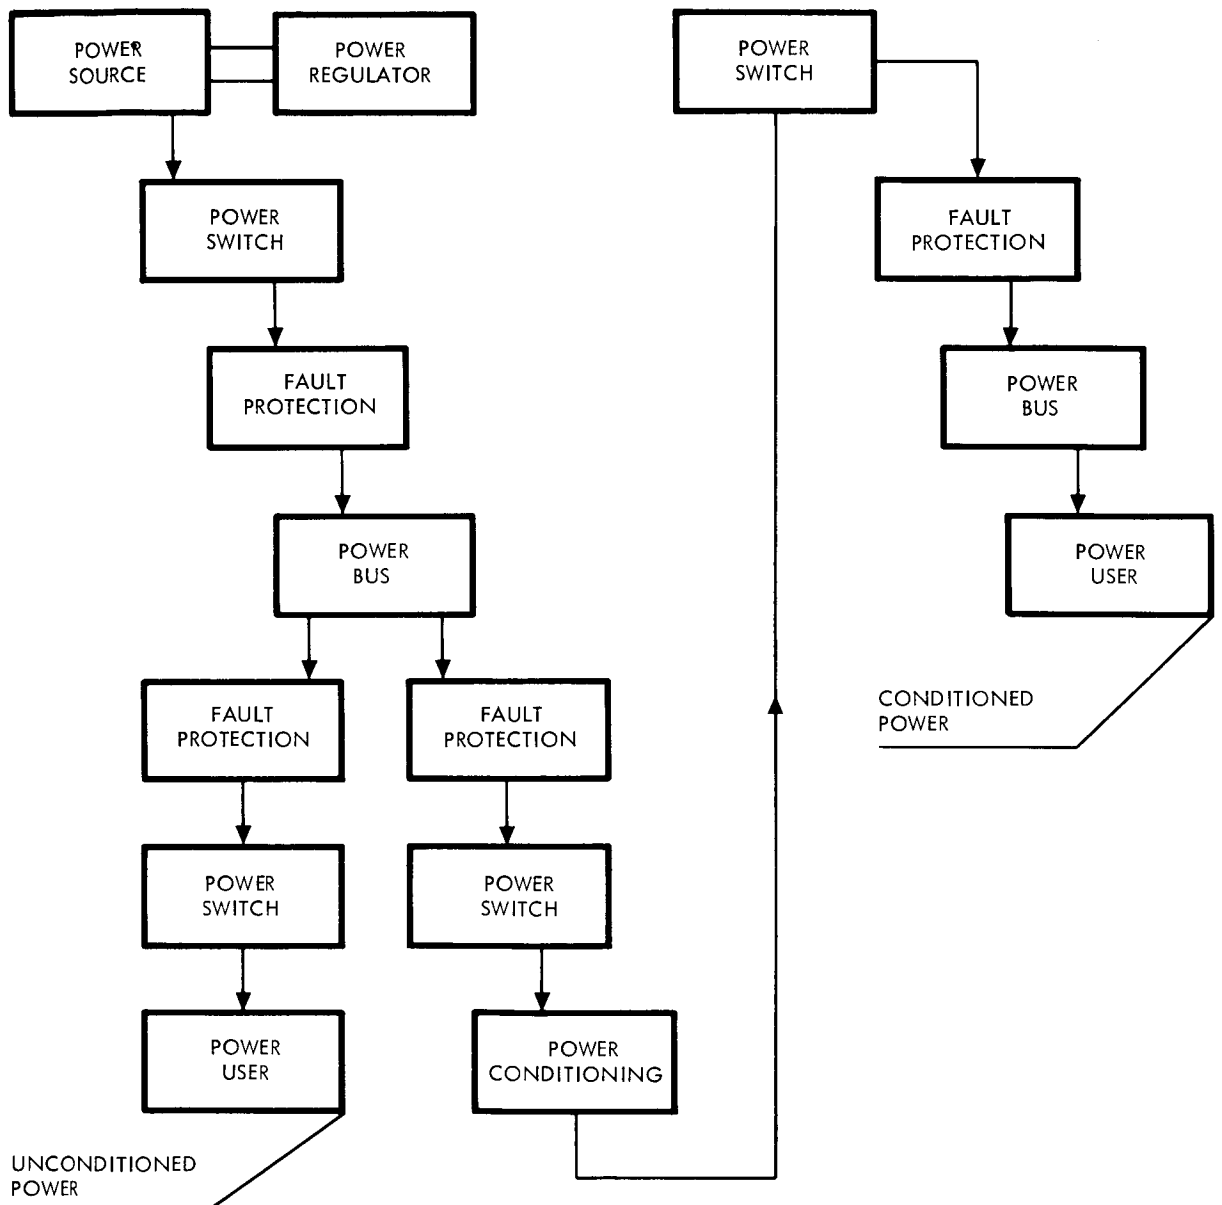 POWER
SOURCE
POWER
REGULATOR
POWER
SWITCH
FAULT
PROTECTION
POWER
BUS
FAULT
PROTECTION
POWER
SWITCH
POWER
USER
UNCONDITIONED
POWER
FAULT
PROTECTION
POWER
SWITCH
POWER
CONDITIONING
POWER
SWITCH
FAULT
PROTECTION
POWER
BUS
POWER
USER
CONDITIONED
POWER